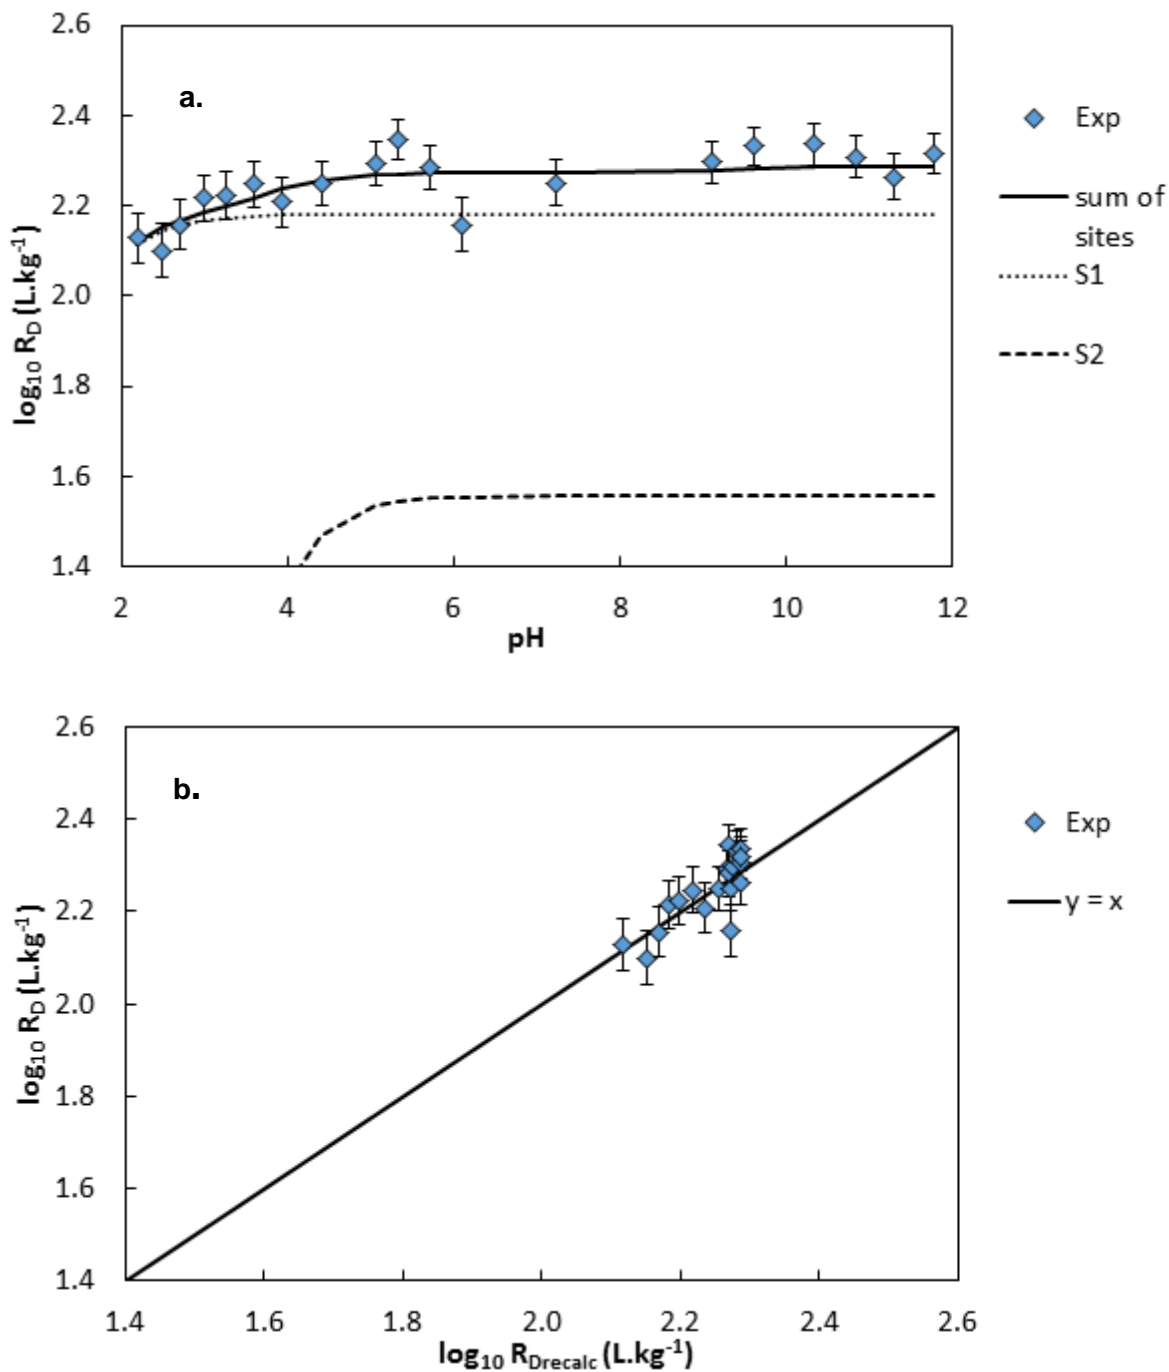 2.6
2.4
2.2
2.0
1.8
1.6
1.4
log₁₀ R_D (L.kg⁻¹)
a.
2 4 6 8 10 12
pH
Exp
sum of
sites
S1
S2
2.6
2.4
2.2
2.0
1.8
1.6
1.4
log₁₀ R_D (L.kg⁻¹)
b.
1.4 1.6 1.8 2.0 2.2 2.4 2.6
log₁₀ R_Drecalc (L.kg⁻¹)
Exp
y = x